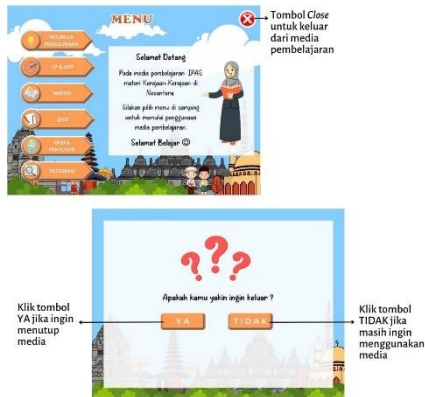 MENU
PETUNJUK
PENGGUNAAN
CP & ATP
MATERI
QUIZ
PROFIL
PENYUSUN
REFERENSI
Selamat Datang
Pada media pembelajaran IPAS
materi Kerajaan-Kerajaan di
Nusantara
Silakan pilih menu di samping
untuk memulai penggunaan
media pembelajaran.
Selamat Belajar ☺
Tombol Close
untuk keluar
dari media
pembelajaran
???
Apakah kamu yakin ingin keluar ?
YA
TIDAK
Klik tombol
YA jika ingin
menutup
media
Klik tombol
TIDAK jika
masih ingin
menggunakan
media